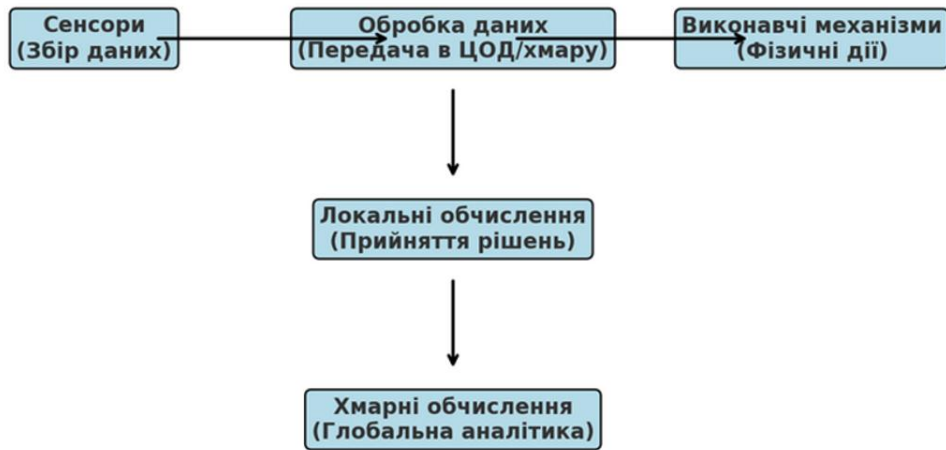 Сенсори
(Збір даних)
Обробка даних
(Передача в ЦОД/хмару)
Виконавчі механізми
(Фізичні дії)
Локальні обчислення
(Прийняття рішень)
Хмарні обчислення
(Глобальна аналітика)